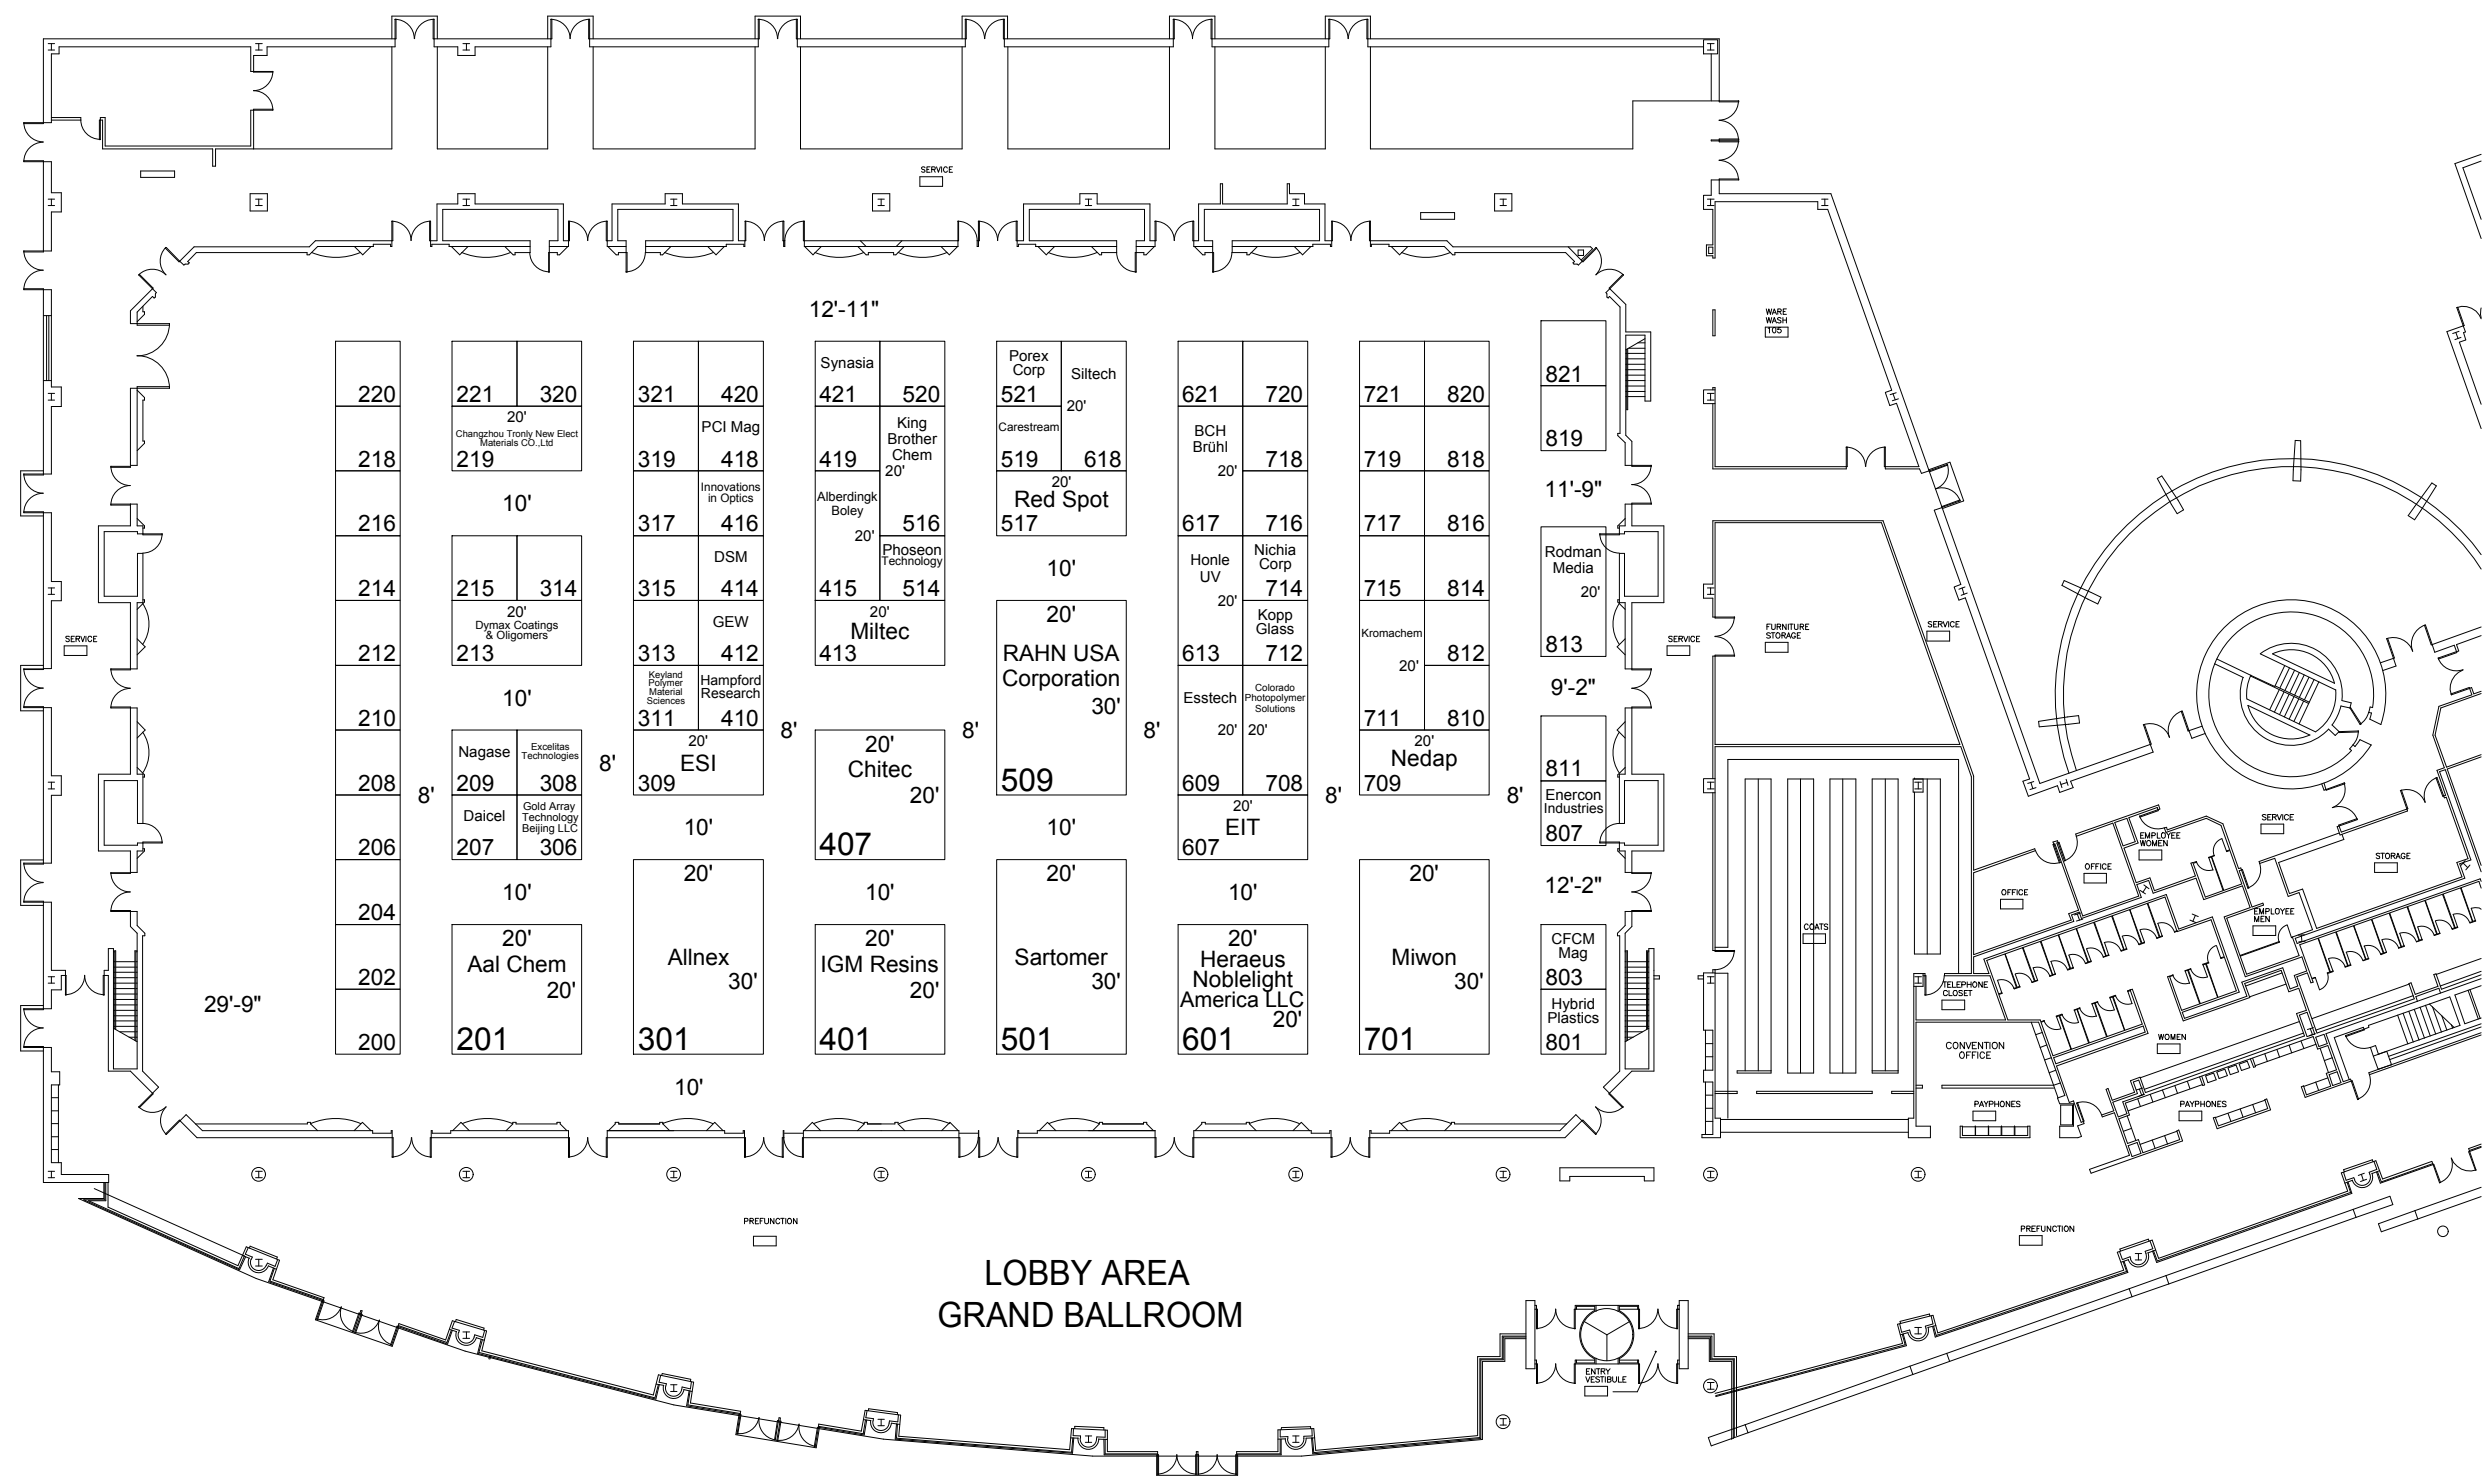 SERVICE
12'-11"
WARE
WASH
105
220
218
216
214
212
210
208
206
204
202
200
29'-9"
SERVICE
8'
221
320
20'
Changzhou Tronly New Elect
Materials CO.,Ltd
219
10'
215
314
20'
Dymax Coatings
& Oligomers
213
10'
Nagase
209
Excelitas
Technologies
308
Daicel
207
Gold Array
Technology
Beijing LLC
306
10'
20'
Aal Chem
20'
201
8'
321
420
319
PCI Mag
418
317
Innovations
in Optics
416
315
DSM
414
313
GEW
412
Keyland
Polymer
Material
Sciences
311
Hampford
Research
410
20'
ESI
309
10'
20'
Allnex
30'
301
10'
8'
Synasia
421
520
419
King
Brother
Chem
20'
516
Alberdingk
Boley
20'
415
Phoseon
Technology
514
20'
Miltec
413
20'
Chitec
20'
407
10'
20'
IGM Resins
20'
401
8'
Porex
Corp
521
Siltech
20'
618
Carestream
519
20'
Red Spot
517
10'
20'
RAHN USA
Corporation
30'
509
10'
20'
Sartomer
30'
501
8'
621
720
BCH
Brühl
20'
617
718
716
Honle
UV
20'
613
Nichia
Corp
714
Kopp
Glass
712
Esstech
20'
609
Colorado
Photopolymer
Solutions
20'
708
20'
EIT
607
10'
20'
Heraeus
Noblelight
America LLC
20'
601
8'
721
820
719
818
717
816
715
814
Kromachem
20'
711
812
810
20'
Nedap
709
20'
Miwon
30'
701
8'
821
819
11'-9"
Rodman
Media
20'
813
9'-2"
811
Enercon
Industries
807
12'-2"
CFCM
Mag
803
Hybrid
Plastics
801
SERVICE
FURNITURE
STORAGE
SERVICE
COATS
OFFICE
OFFICE
EMPLOYEE
WOMEN
SERVICE
STORAGE
EMPLOYEE
MEN
TELEPHONE
CLOSET
CONVENTION
OFFICE
WOMEN
PAYPHONES
PAYPHONES
PREFUNCTION
PREFUNCTION
LOBBY AREA
GRAND BALLROOM
ENTRY
VESTIBULE